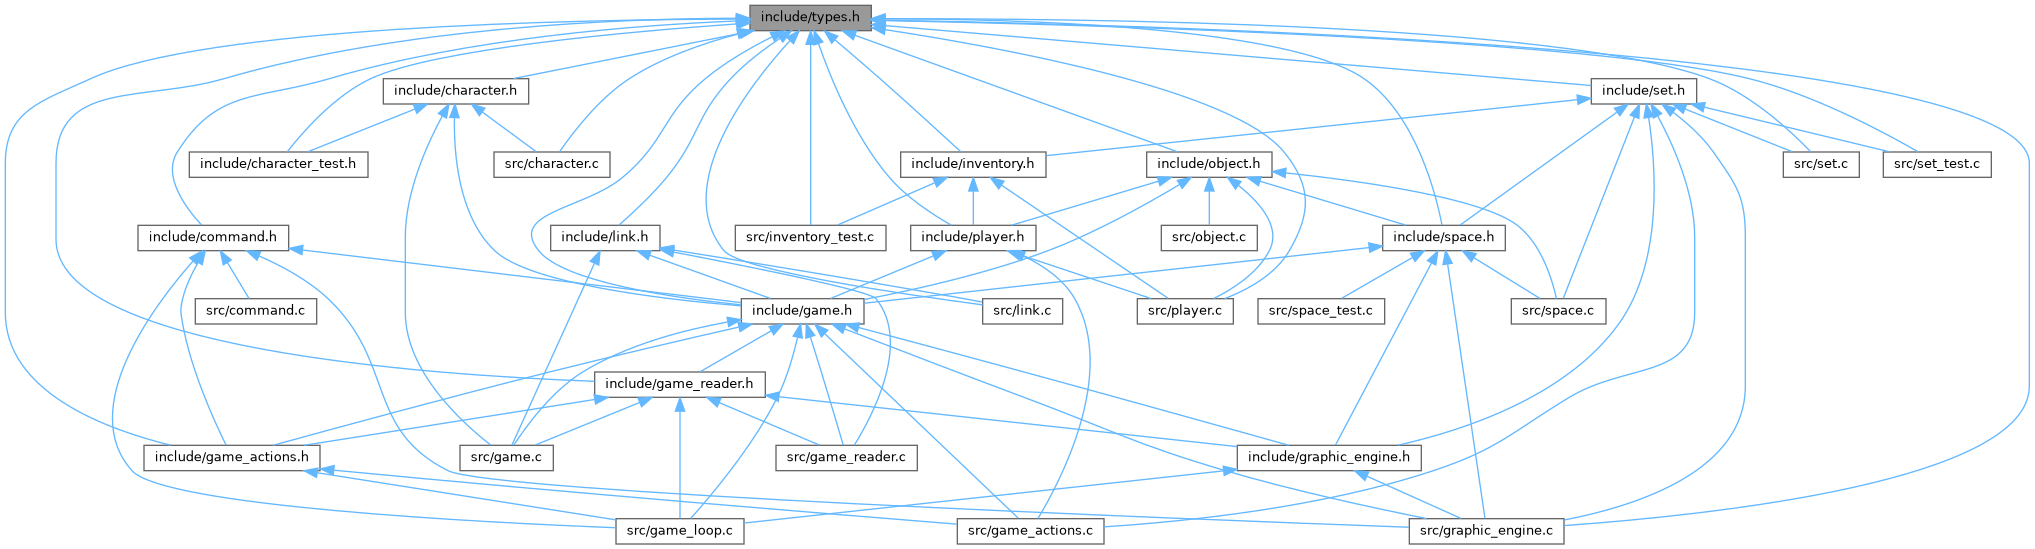 include/types.h
include/character.h
include/set.h
include/character_test.h
src/character.c
include/inventory.h
include/object.h
src/set.c
src/set_test.c
include/command.h
include/link.h
src/inventory_test.c
include/player.h
src/object.c
include/space.h
src/command.c
include/game.h
src/link.c
src/player.c
src/space_test.c
src/space.c
include/game_reader.h
include/game_actions.h
src/game.c
src/game_reader.c
include/graphic_engine.h
src/game_loop.c
src/game_actions.c
src/graphic_engine.c